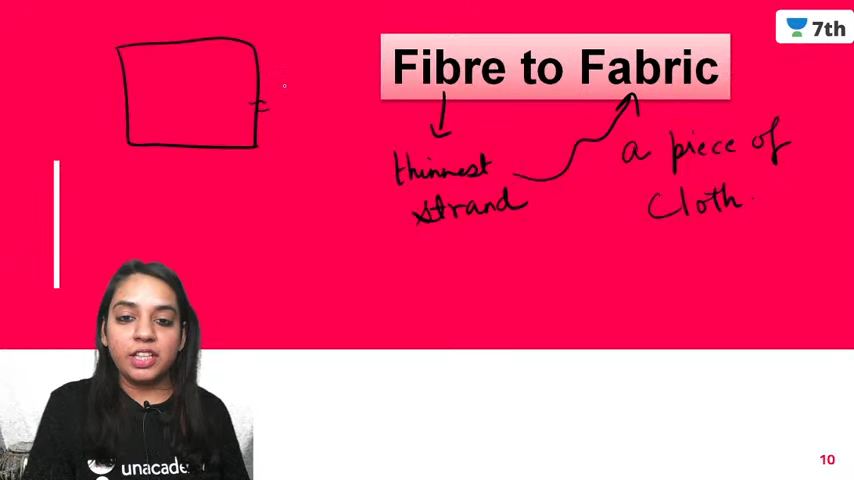 7th
Fibre to Fabric
thinnest
strand
a piece of
cloth.
unacade
10